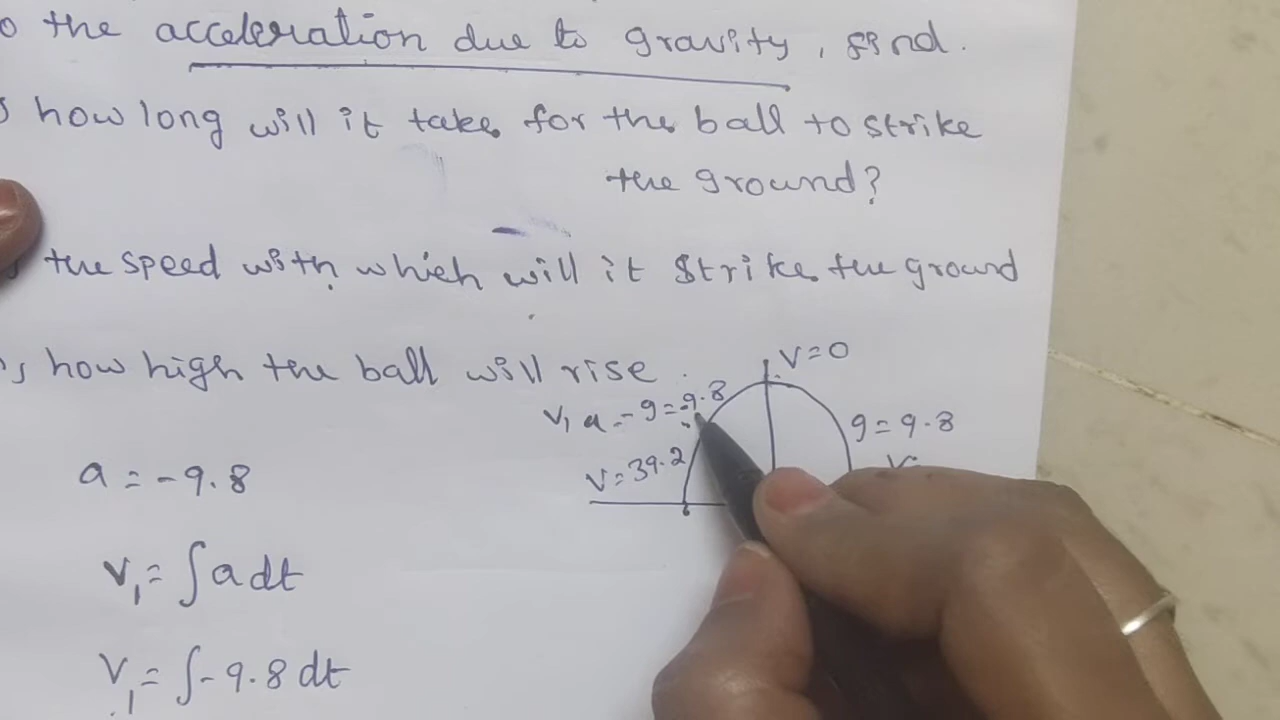 the acceleration due to gravity, find.
how long will it take for the ball to strike
the ground?
the speed with which will it strike the ground
how high the ball will rise.
V=0
V, a=-g=-9.8
g=9.8
V=39.2
a=-9.8
V₁=∫a dt
V₁=∫-9.8 dt